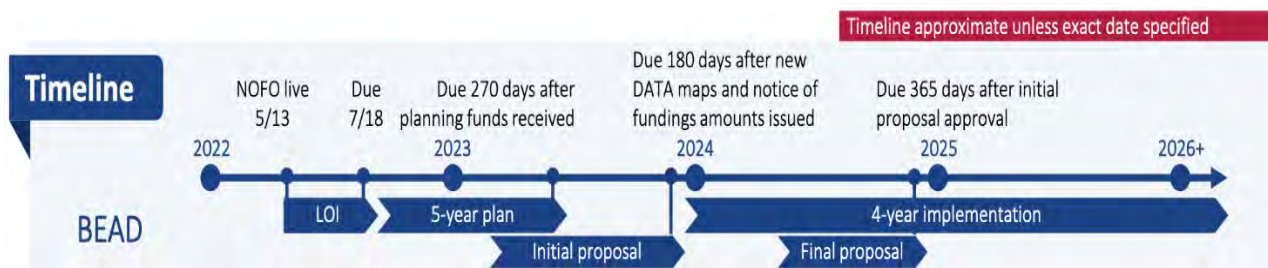 Timeline approximate unless exact date specified
Timeline
NOFO live
5/13
Due
7/18
Due 270 days after
planning funds received
Due 180 days after new
DATA maps and notice of
fundings amounts issued
Due 365 days after initial
proposal approval
2022
2023
2024
2025
2026+
BEAD
LOI
5-year plan
4-year implementation
Initial proposal
Final proposal